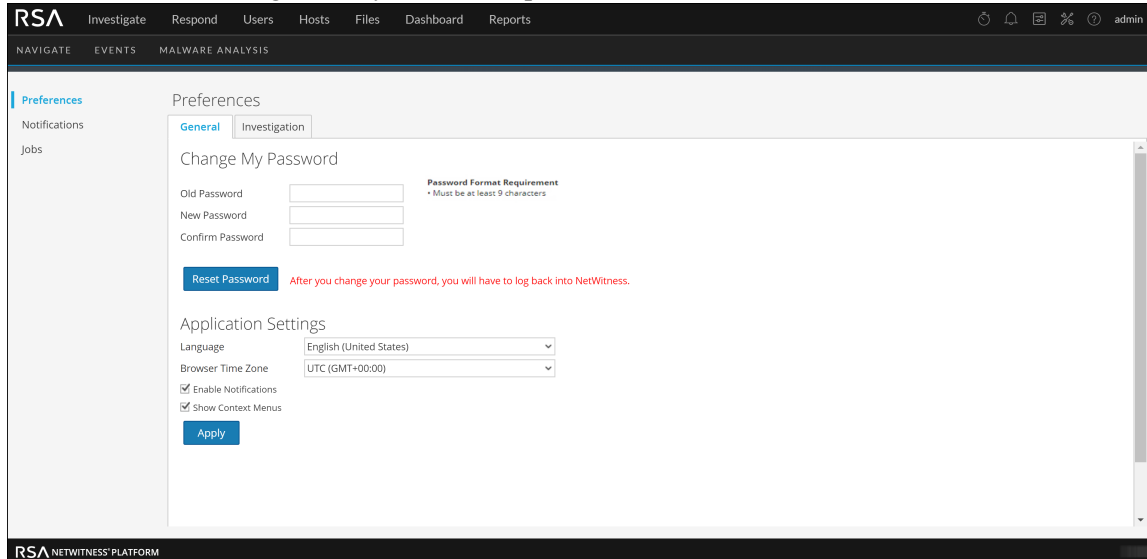 RSA Investigate Respond Users Hosts Files Dashboard Reports admin
NAVIGATE EVENTS MALWARE ANALYSIS
Preferences
Notifications
Jobs
Preferences
General Investigation
Change My Password
Old Password
New Password
Confirm Password
Password Format Requirement
• Must be at least 9 characters
Reset Password After you change your password, you will have to log back into NetWitness.
Application Settings
Language English (United States)
Browser Time Zone UTC (GMT+00:00)
Enable Notifications
Show Context Menus
Apply
RSA NETWITNESS® PLATFORM